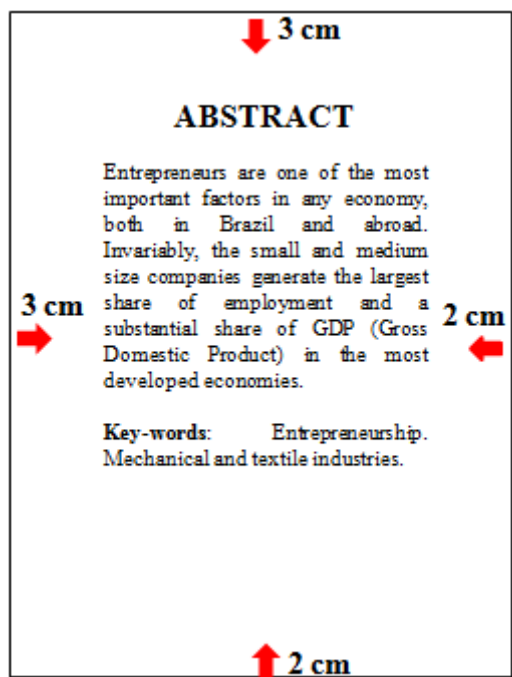 3 cm
ABSTRACT
Entrepreneurs are one of the most
important factors in any economy,
both in Brazil and abroad.
Invariably, the small and medium
size companies generate the largest
share of employment and a
substantial share of GDP (Gross
Domestic Product) in the most
developed economies.
3 cm
2 cm
Key-words: Entrepreneurship.
Mechanical and textile industries.
2 cm